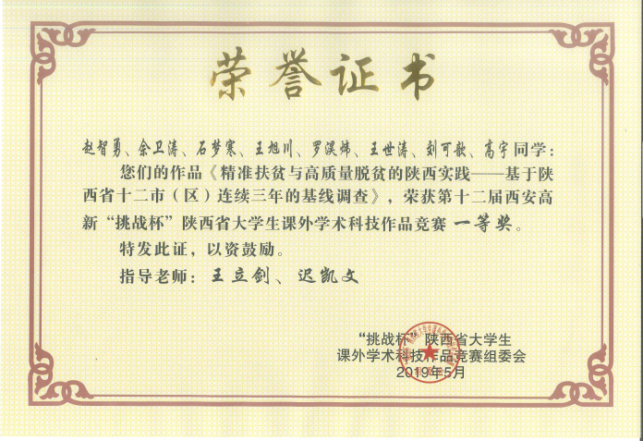 荣誉证书
赵智勇、余卫涛、石梦寒、王旭川、罗淏炜、王世涛、刘可歆、高宇同学：
您们的作品《精准扶贫与高质量脱贫的陕西实践——基于陕
西省十二市（区）连续三年的基线调查》，荣获第十二届西安高
新“挑战杯”陕西省大学生课外学术科技作品竞赛 一等奖。
特发此证，以资鼓励。
指导老师：王立剑、迟凯文
“挑战杯”陕西省大学生
课外学术科技作品竞赛组委会
2019年5月